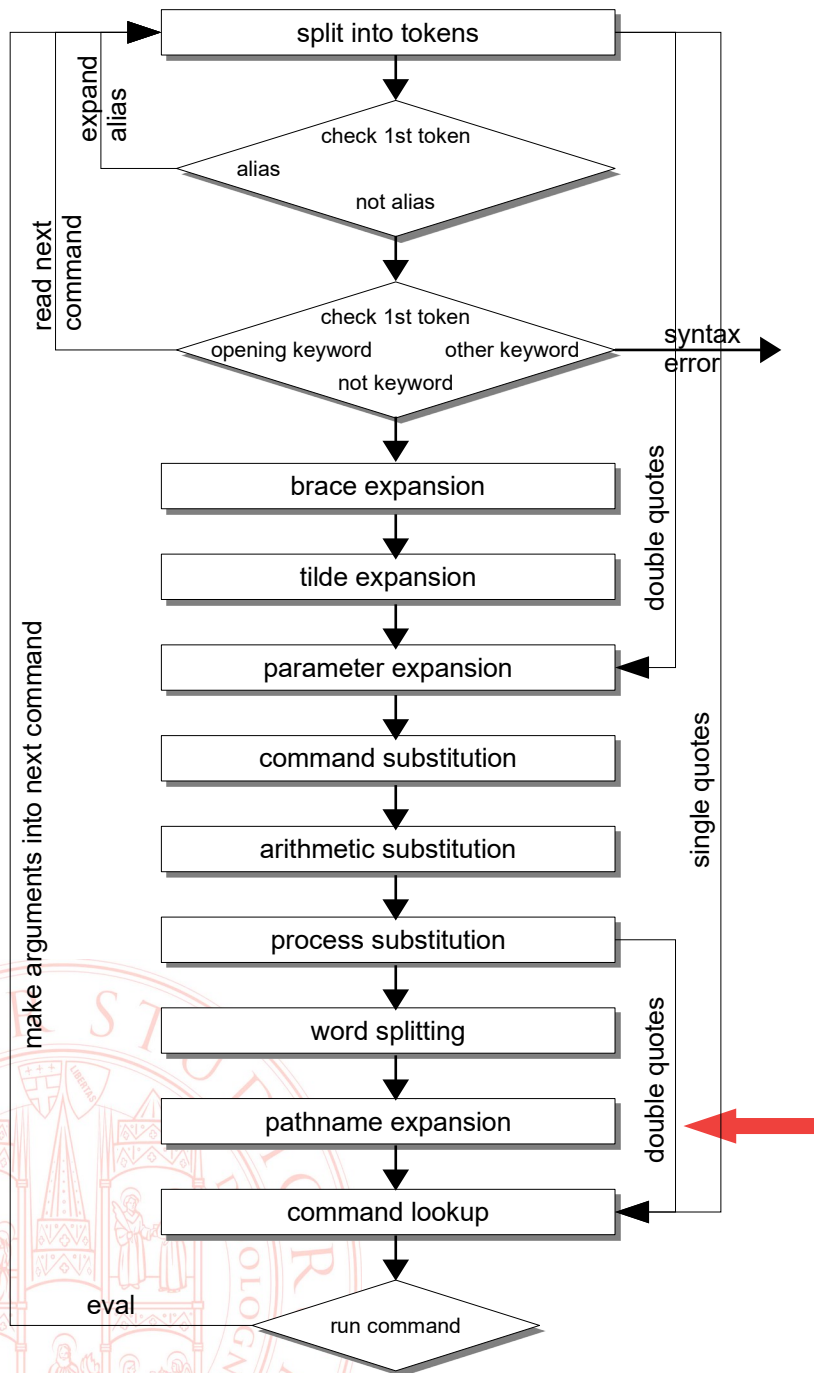 split into tokens
expand
alias
check 1st token
alias
not alias
read next
command
check 1st token
opening keyword
other keyword
not keyword
syntax
error
brace expansion
tilde expansion
double quotes
parameter expansion
command substitution
single quotes
arithmetic substitution
make arguments into next command
process substitution
word splitting
double quotes
pathname expansion
command lookup
eval
run command
LIBERTAS